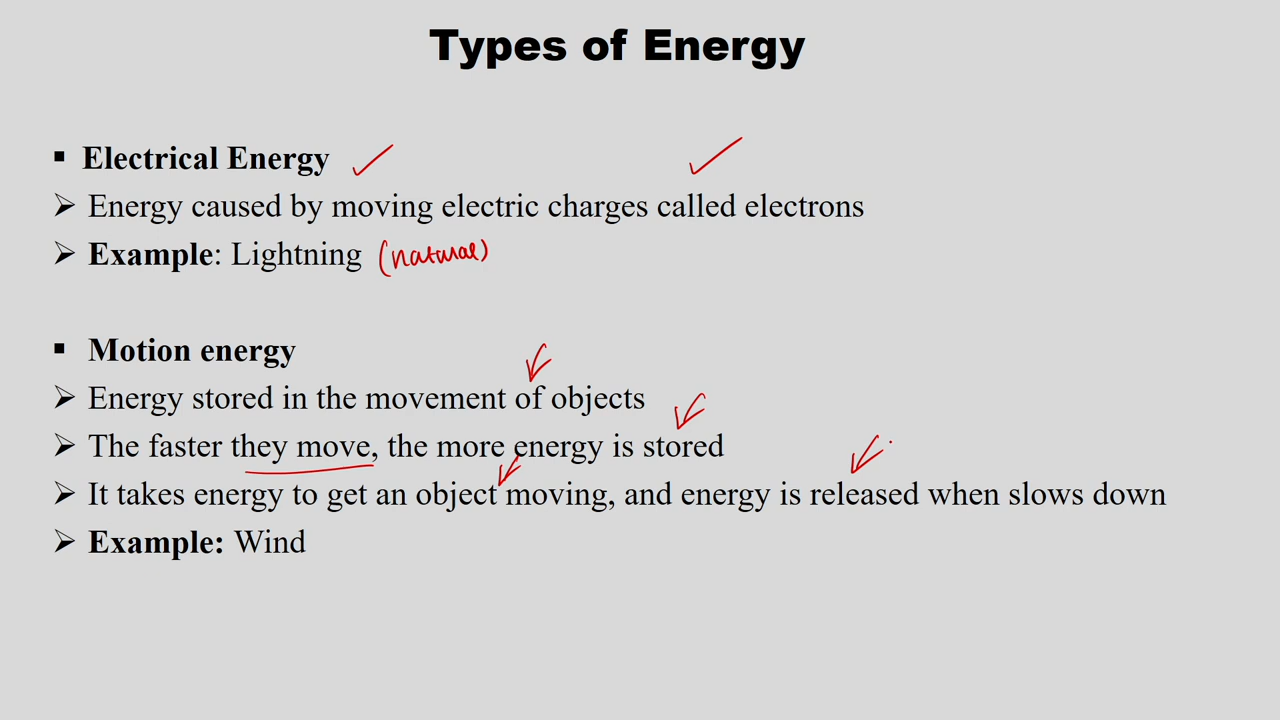 Types of Energy
▪ Electrical Energy
➢ Energy caused by moving electric charges called electrons
➢ Example: Lightning (natural)
▪ Motion energy
➢ Energy stored in the movement of objects
➢ The faster they move, the more energy is stored
➢ It takes energy to get an object moving, and energy is released when slows down
➢ Example: Wind